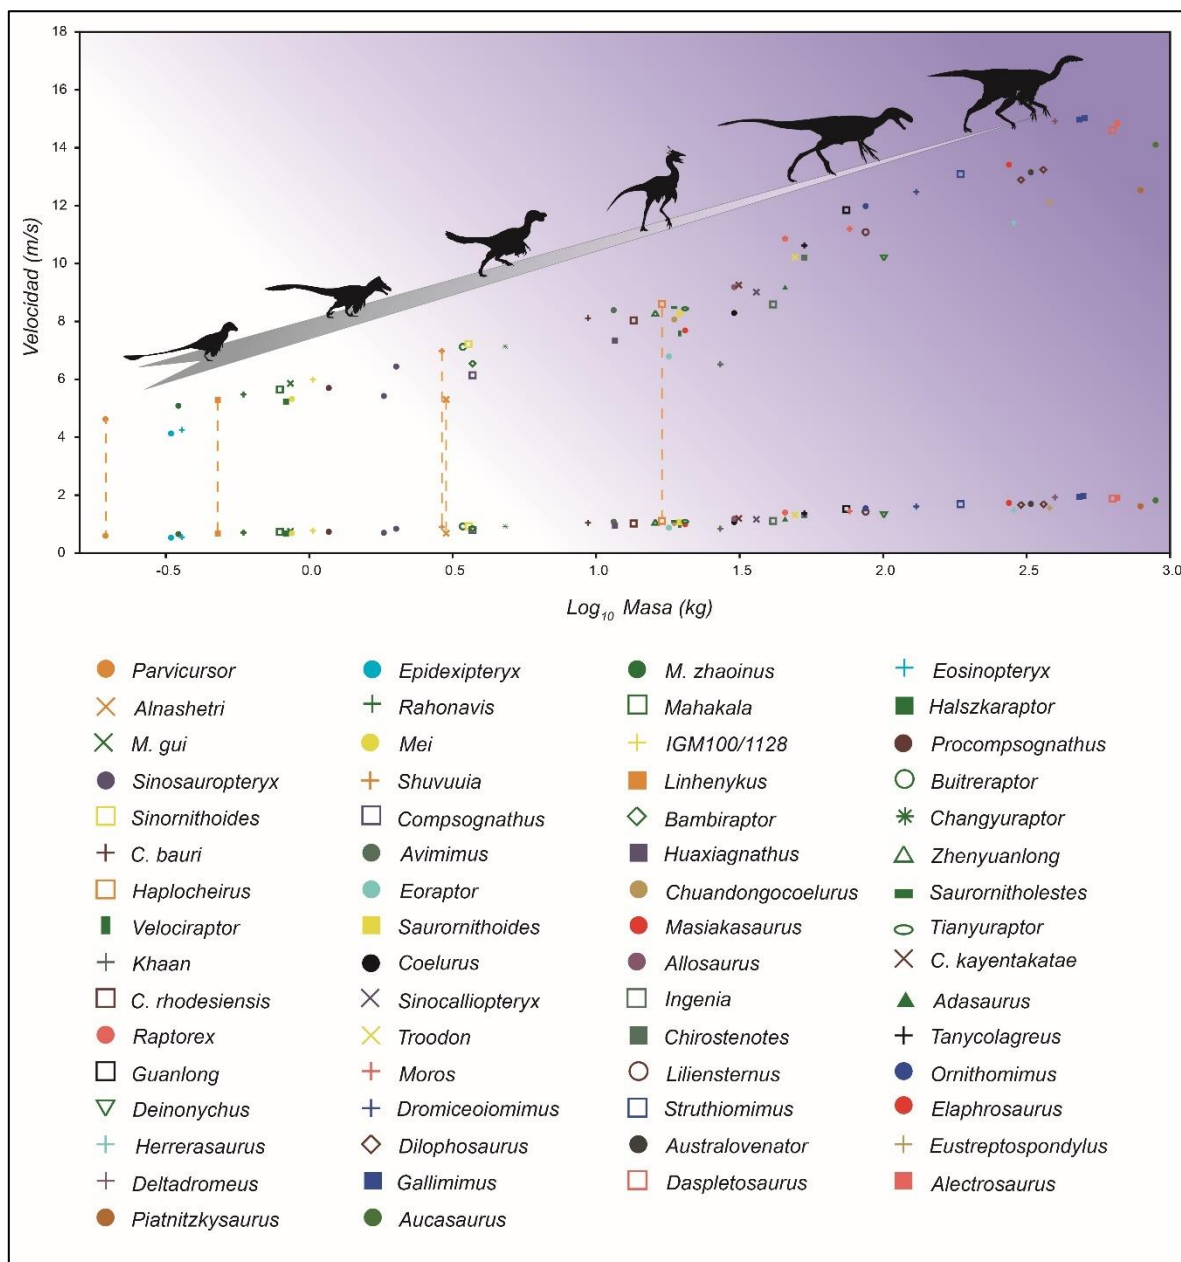 18
16
14
12
10
8
6
4
2
0
Velocidad (m/s)
-0.5 0.0 0.5 1.0 1.5 2.0 2.5 3.0
Log10 Masa (kg)
Parvicursor Epidexipteryx M. zhaoinus Eosinopteryx
Alnashetri Rahonavis Mahakala Halszkaraptor
M. gui Mei IGM100/1128 Procompsognathus
Sinosauropteryx Shuvuuia Linhenykus Buitreraptor
Sinornithoides Compsognathus Bambiraptor Changyuraptor
C. bauri Avimimus Huaxiagnathus Zhenyuanlong
Haplocheirus Eoraptor Chuandongocoelurus Saurornitholestes
Velociraptor Saurornithoides Masiakasaurus Tianyuraptor
Khaan Coelurus Allosaurus C. kayentakatae
C. rhodesiensis Sinocalliopteryx Ingenia Adasaurus
Raptorex Troodon Chirostenotes Tanycolagreus
Guanlong Moros Liliensternus Ornithomimus
Deinonychus Dromiceoiomimus Struthiomimus Elaphrosaurus
Herrerasaurus Dilophosaurus Australovenator Eustreptospondylus
Deltadromeus Gallimimus Daspletosaurus Alectrosaurus
Piatnitzkysaurus Aucasaurus